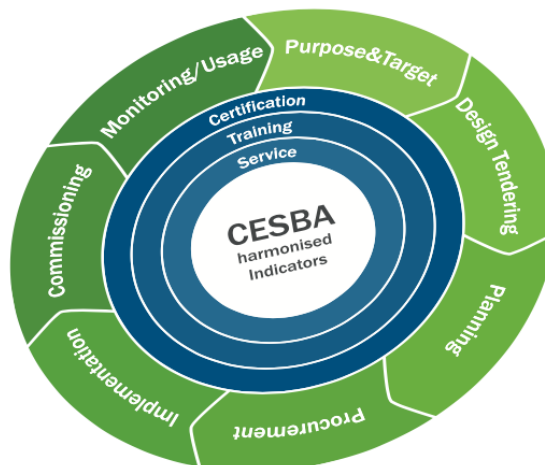 Purpose&Target
Design Tendering
Planning
Procurement
Implementation
Commissioning
Monitoring/Usage
Certification
Training
Service
CESBA
harmonised
Indicators